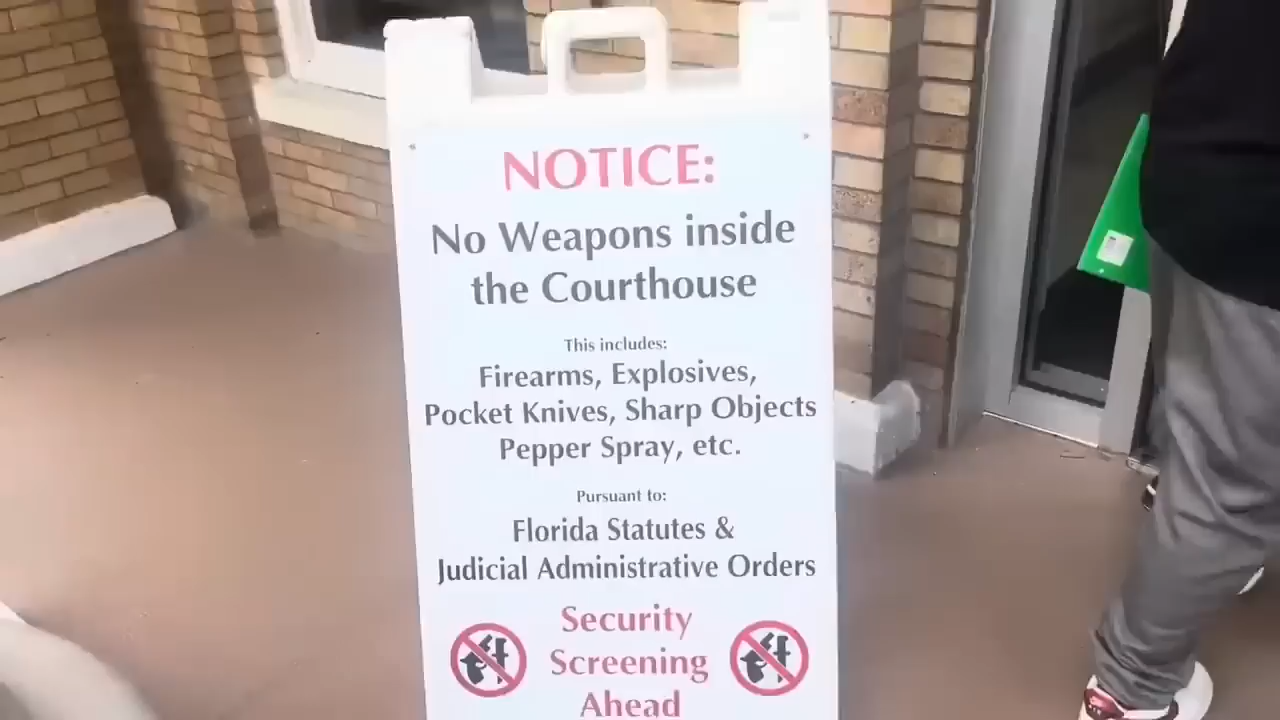 NOTICE:
No Weapons inside
the Courthouse
This includes:
Firearms, Explosives,
Pocket Knives, Sharp Objects
Pepper Spray, etc.
Pursuant to:
Florida Statutes &
Judicial Administrative Orders
Security
Screening
Ahead